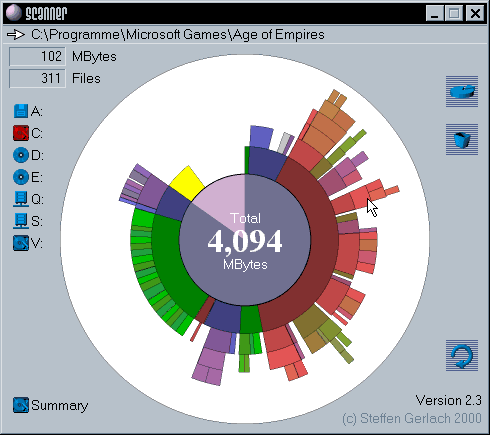 scanner
C:\Programme\Microsoft Games\Age of Empires
102 MBytes
311 Files
A:
C:
D:
E:
Q:
S:
V:
Total
4,094
MBytes
Summary
Version 2.3
(c) Steffen Gerlach 2000